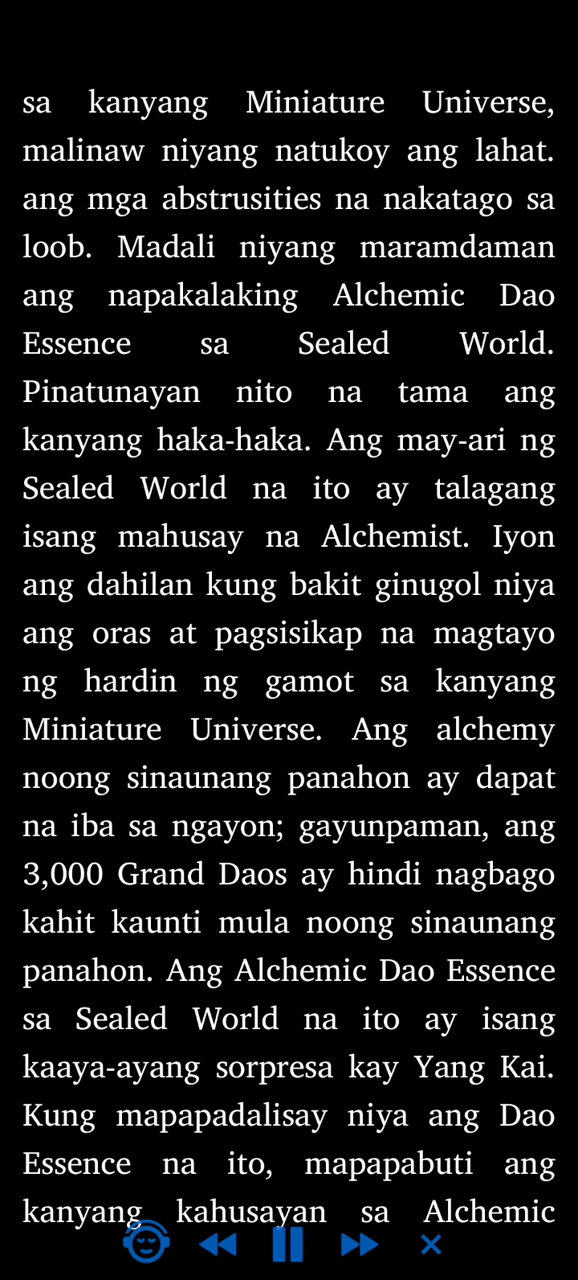 sa kanyang Miniature Universe,
malinaw niyang natukoy ang lahat.
ang mga abstrusities na nakatago sa
loob. Madali niyang maramdaman
ang napakalaking Alchemic Dao
Essence sa Sealed World.
Pinatunayan nito na tama ang
kanyang haka-haka. Ang may-ari ng
Sealed World na ito ay talagang
isang mahusay na Alchemist. Iyon
ang dahilan kung bakit ginugol niya
ang oras at pagsisikap na magtayo
ng hardin ng gamot sa kanyang
Miniature Universe. Ang alchemy
noong sinaunang panahon ay dapat
na iba sa ngayon; gayunpaman, ang
3,000 Grand Daos ay hindi nagbago
kahit kaunti mula noong sinaunang
panahon. Ang Alchemic Dao Essence
sa Sealed World na ito ay isang
kaaya-ayang sorpresa kay Yang Kai.
Kung mapapadalisay niya ang Dao
Essence na ito, mapapabuti ang
kanyang kahusayan sa Alchemic